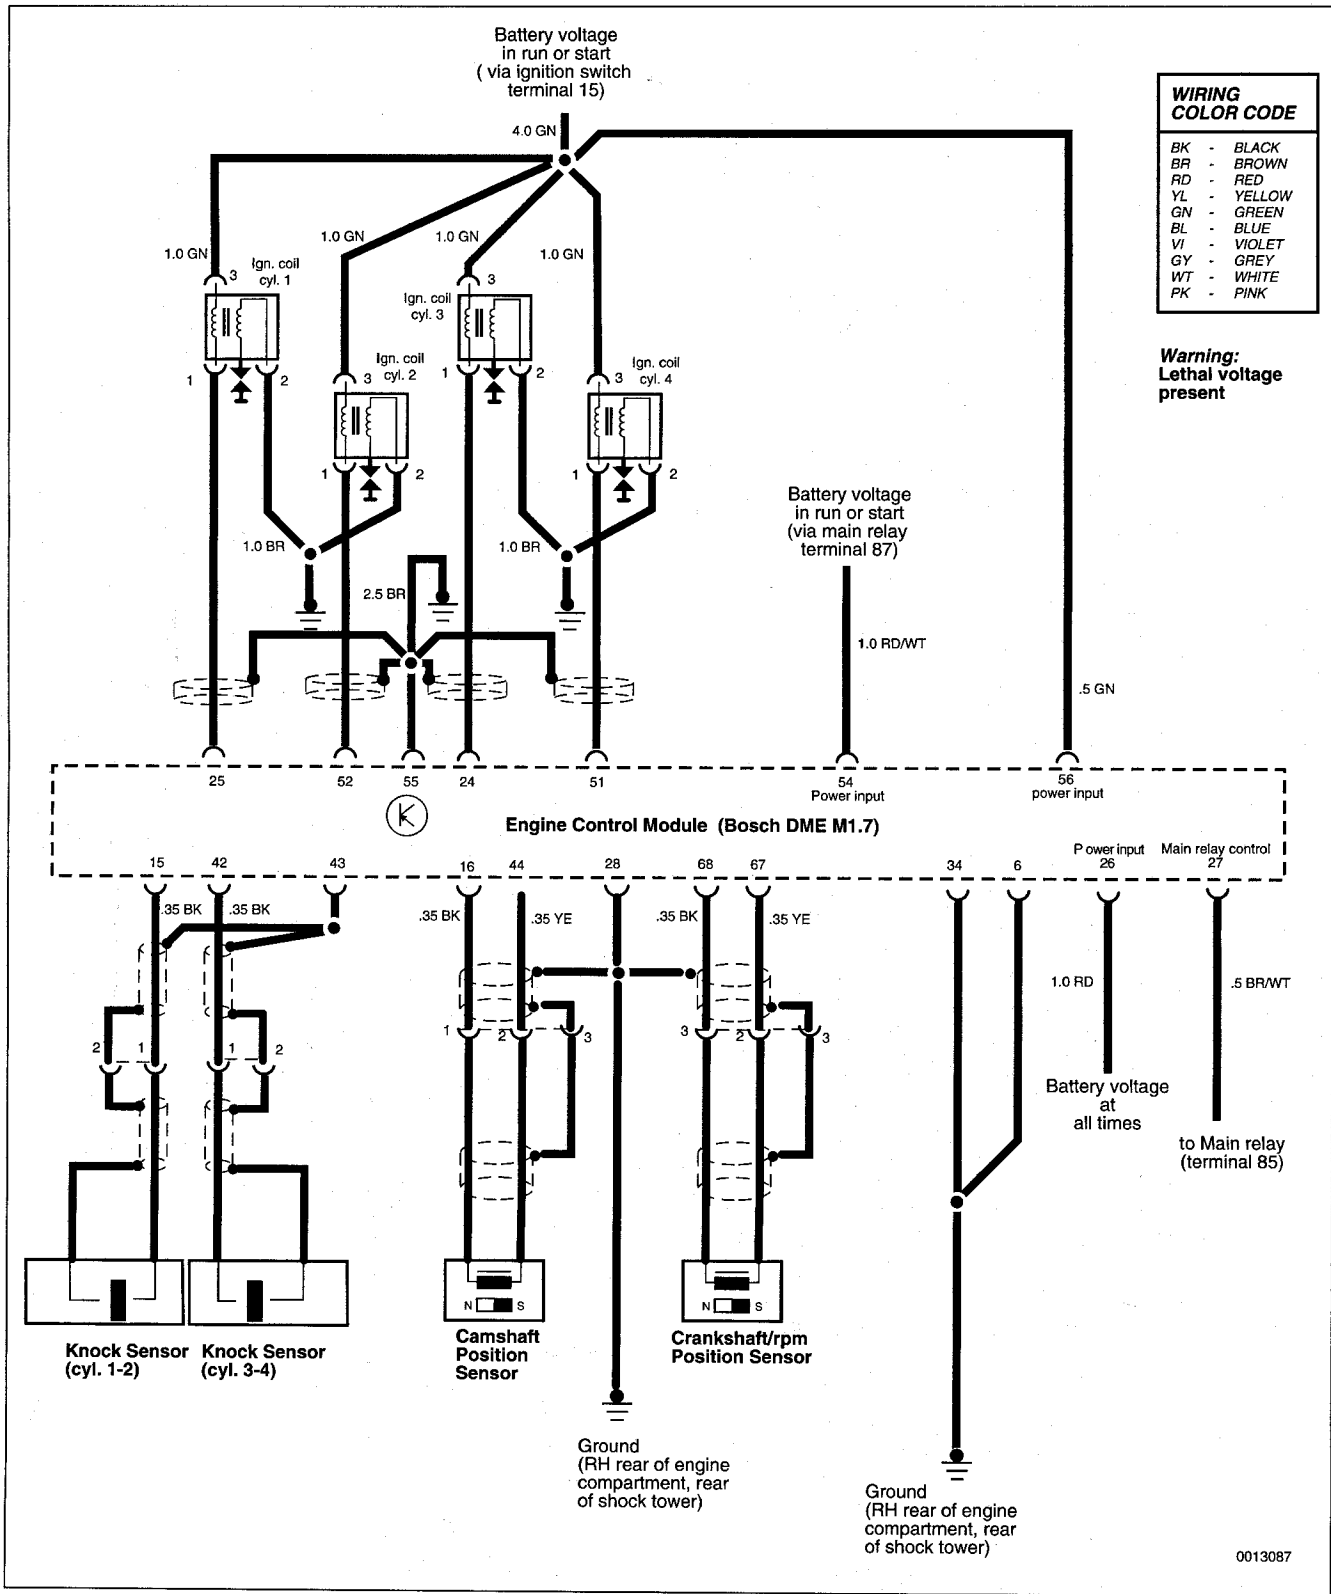 Battery voltage
in run or start
( via ignition switch
terminal 15)
4.0 GN
WIRING
COLOR CODE
BK - BLACK
BR - BROWN
RD - RED
YL - YELLOW
GN - GREEN
BL - BLUE
VI - VIOLET
GY - GREY
WT - WHITE
PK - PINK
Warning:
Lethal voltage
present
1.0 GN
1.0 GN
1.0 GN
1.0 GN
3
Ign. coil
cyl. 1
3
Ign. coil
cyl. 3
1
2
Ign. coil
cyl. 2
3
1
2
Ign. coil
cyl. 4
3
1
2
1
2
1.0 BR
1.0 BR
2.5 BR
Battery voltage
in run or start
(via main relay
terminal 87)
1.0 RD/WT
.5 GN
25
52
55
24
51
54
Power input
56
power input
Engine Control Module (Bosch DME M1.7)
15
42
43
16
44
28
68
67
34
6
Power input
26
Main relay control
27
.35 BK
.35 BK
.35 BK
.35 YE
.35 BK
.35 YE
1.0 RD
.5 BR/WT
2
1
1
2
1
2
3
3
2
3
Battery voltage
at
all times
to Main relay
(terminal 85)
N
S
N
S
Knock Sensor
(cyl. 1-2)
Knock Sensor
(cyl. 3-4)
Camshaft
Position
Sensor
Crankshaft/rpm
Position Sensor
Ground
(RH rear of engine
compartment, rear
of shock tower)
Ground
(RH rear of engine
compartment, rear
of shock tower)
0013087